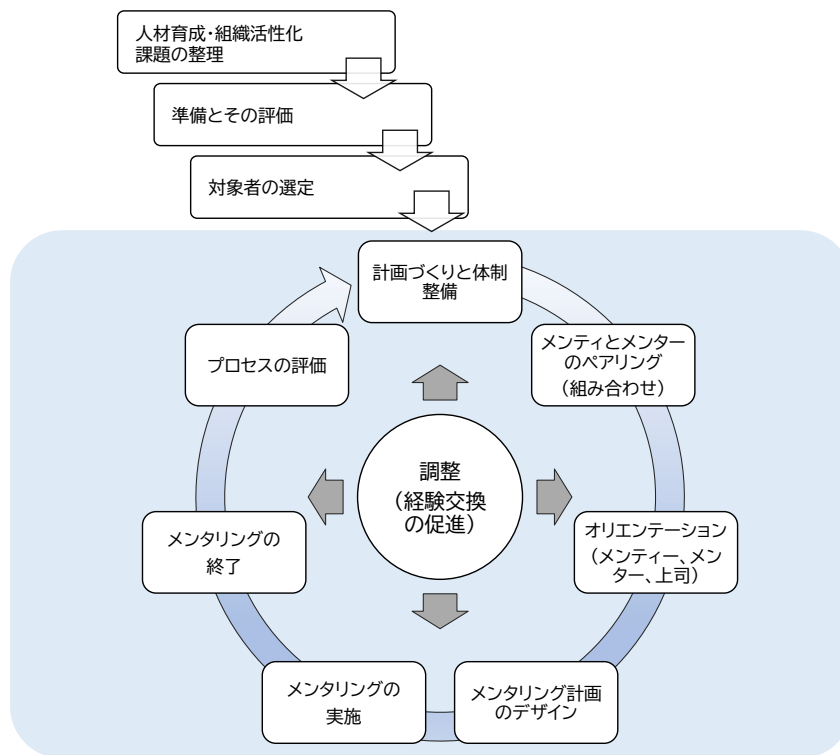 人材育成・組織活性化
課題の整理
準備とその評価
対象者の選定
計画づくりと体制
整備
メンティとメンター
のペアリング
（組み合わせ）
オリエンテーション
（メンティー、メン
ター、上司）
メンタリング計画
のデザイン
メンタリングの
実施
メンタリングの
終了
プロセスの評価
調整
（経験交換
の促進）